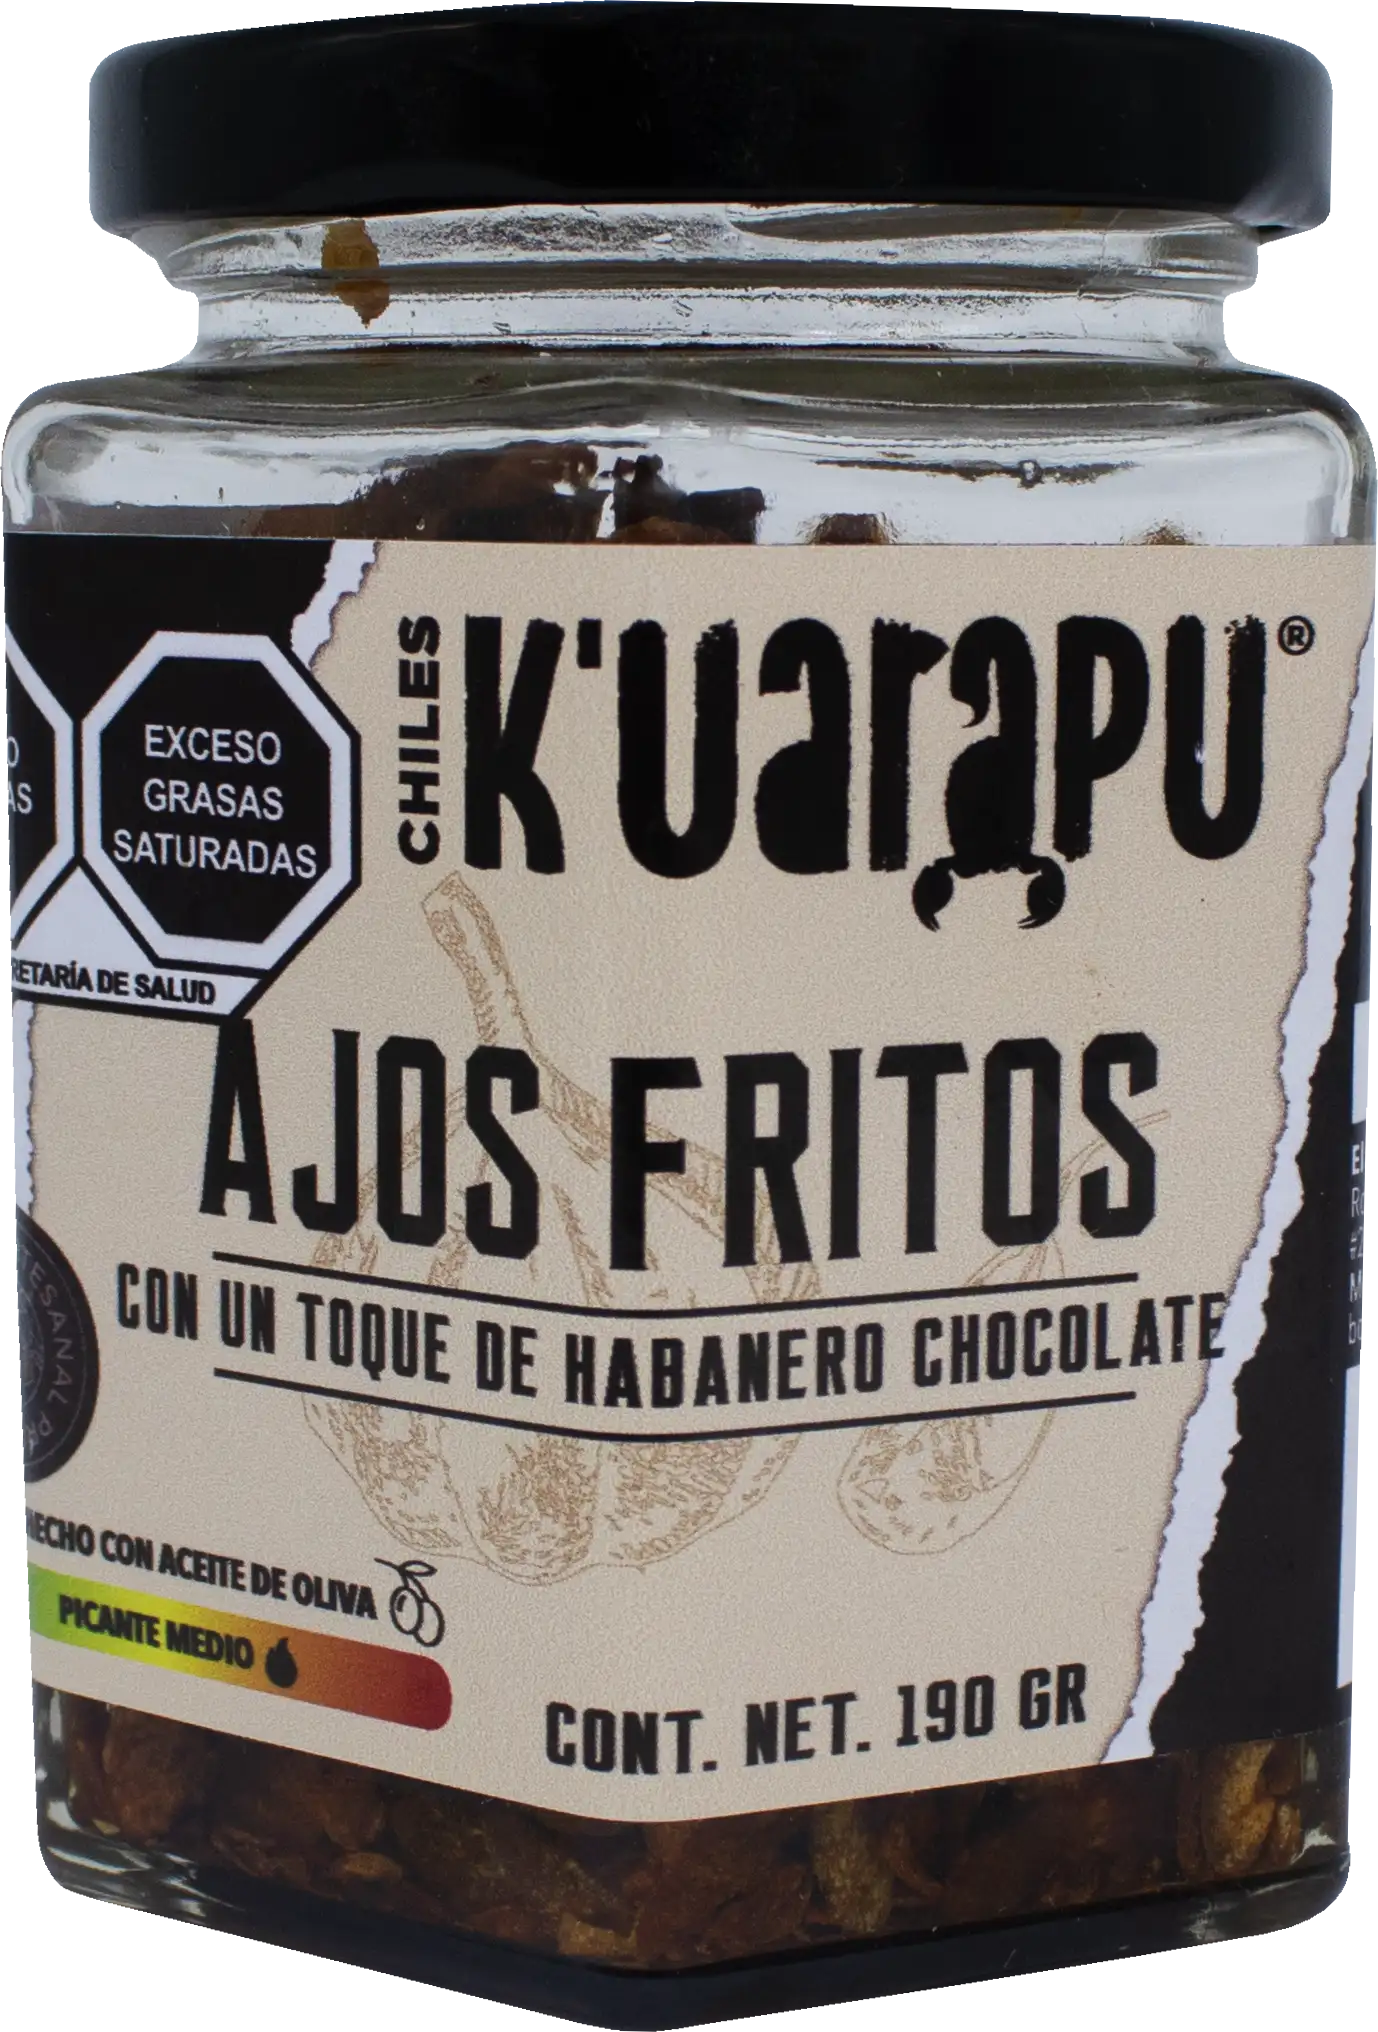 CHILES
K'UARAPU®
EXCESO
GRASAS
SATURADAS
DE SALUD
AJOS FRITOS
CON UN TOQUE DE HABANERO CHOCOLATE
HECHO CON ACEITE DE OLIVA
PICANTE MEDIO
CONT. NET. 190 GR